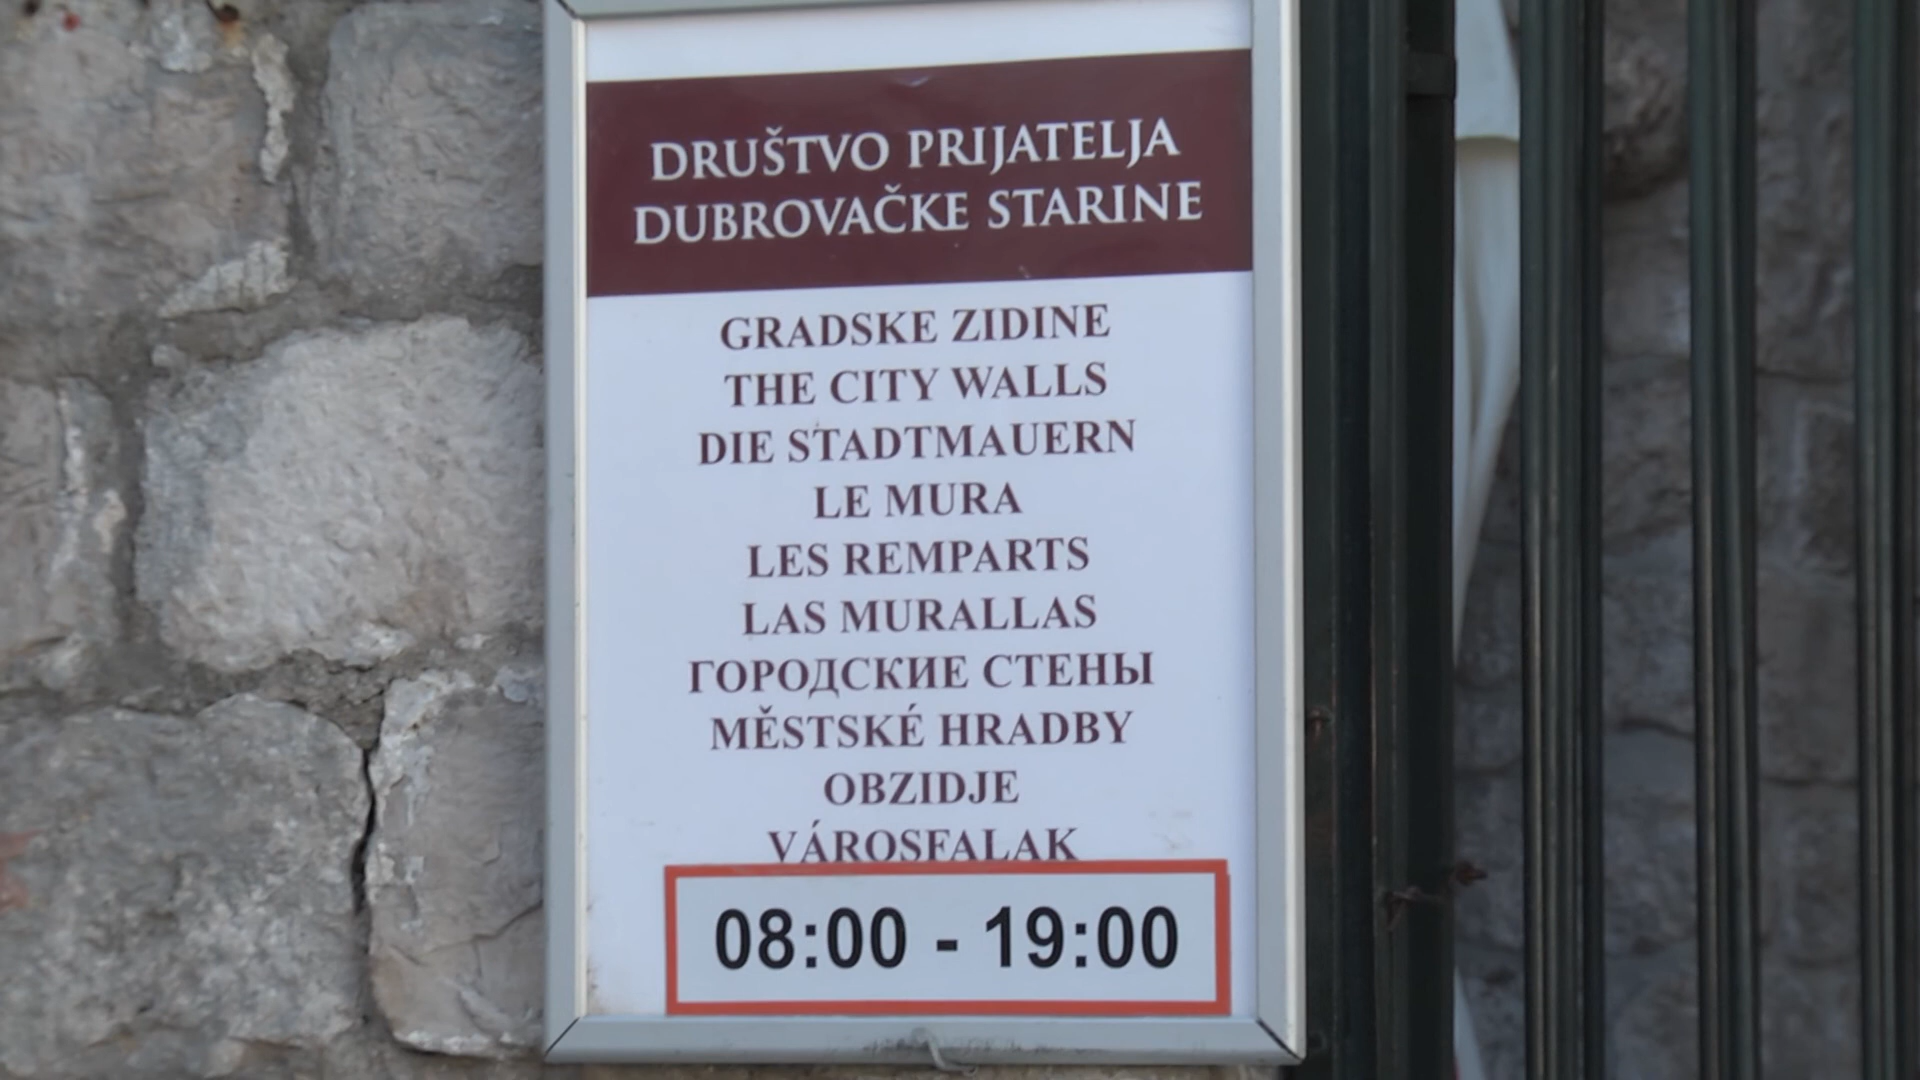 DRUŠTVO PRIJATELJA
DUBROVAČKE STARINE
GRADSKE ZIDINE
THE CITY WALLS
DIE STADTMAUERN
LE MURA
LES REMPARTS
LAS MURALLAS
ГОРОДСКИЕ СТЕНЫ
MĚSTSKÉ HRADBY
OBZIDJE
VÁROSFALAK
08:00 - 19:00